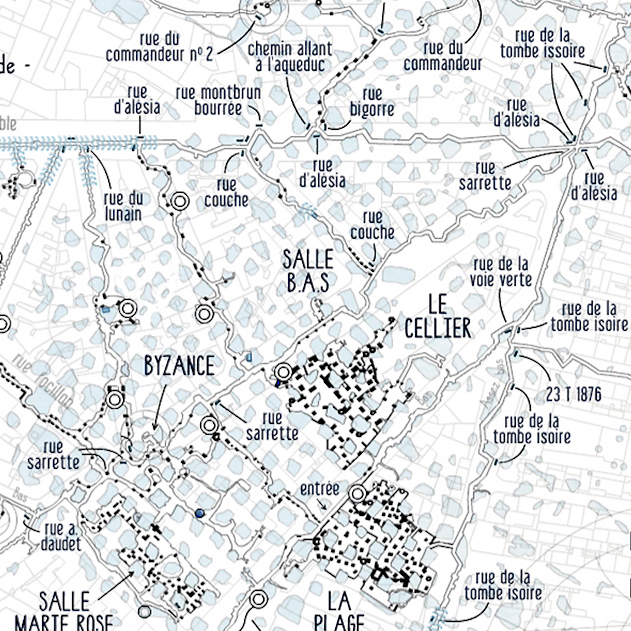 rue du
commandeur nº 2
chemin allant
à l'aqueduc
rue du
commandeur
rue de la
tombe issoire
de -
rue
d'alésia
rue montbrun
bourrée
rue
bigorre
rue
d'alésia
ble
rue
d'alésia
rue
sarrette
rue
d'alésia
rue du
lunain
rue
couche
rue
couche
SALLE
B.A.S
rue de la
voie verte
LE
CELLIER
rue de la
tombe isoire
BYZANCE
23 T 1876
rue
sarrette
rue de la
tombe isoire
rue
sarrette
entrée
rue a.
daudet
rue de la
tombe isoire
SALLE
MARIE ROSE
LA
PLAGE